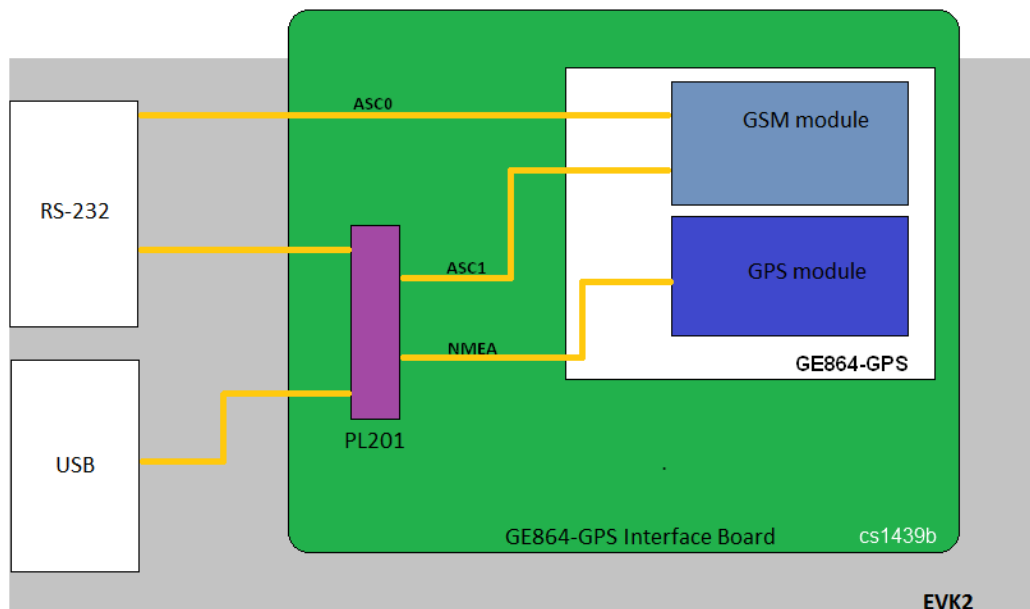 ASC0
GSM module
RS-232
ASC1
GPS module
NMEA
GE864-GPS
PL201
USB
GE864-GPS Interface Board
cs1439b
EVK2